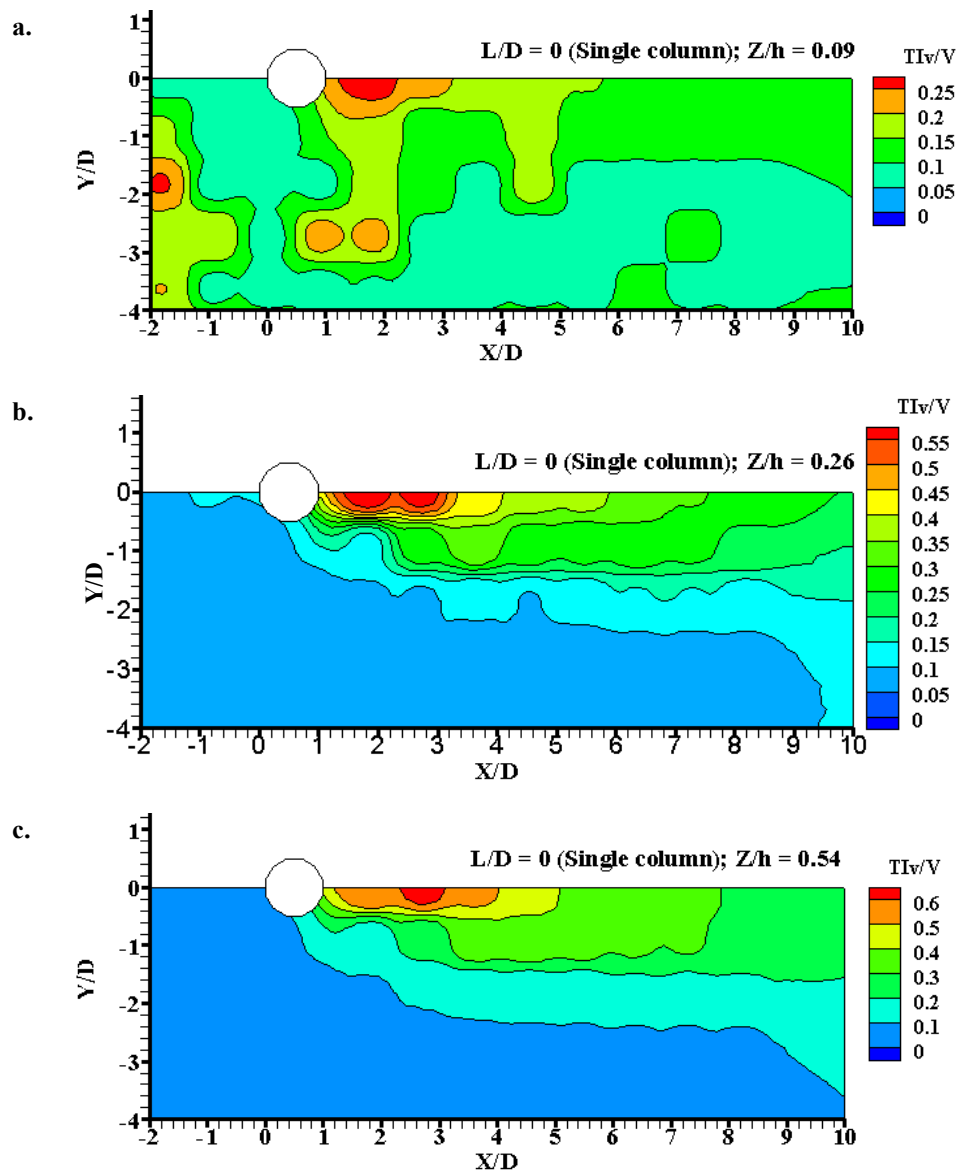 a.
L/D = 0 (Single column); Z/h = 0.09
TIv/V
0.25
0.2
0.15
0.1
0.05
0
Y/D
1
0
-1
-2
-3
-4
-2 -1 0 1 2 3 4 5 6 7 8 9 10
X/D
b.
L/D = 0 (Single column); Z/h = 0.26
TIv/V
0.55
0.5
0.45
0.4
0.35
0.3
0.25
0.2
0.15
0.1
0.05
0
Y/D
1
0
-1
-2
-3
-4
-2 -1 0 1 2 3 4 5 6 7 8 9 10
X/D
c.
L/D = 0 (Single column); Z/h = 0.54
TIv/V
0.6
0.5
0.4
0.3
0.2
0.1
0
Y/D
1
0
-1
-2
-3
-4
-2 -1 0 1 2 3 4 5 6 7 8 9 10
X/D